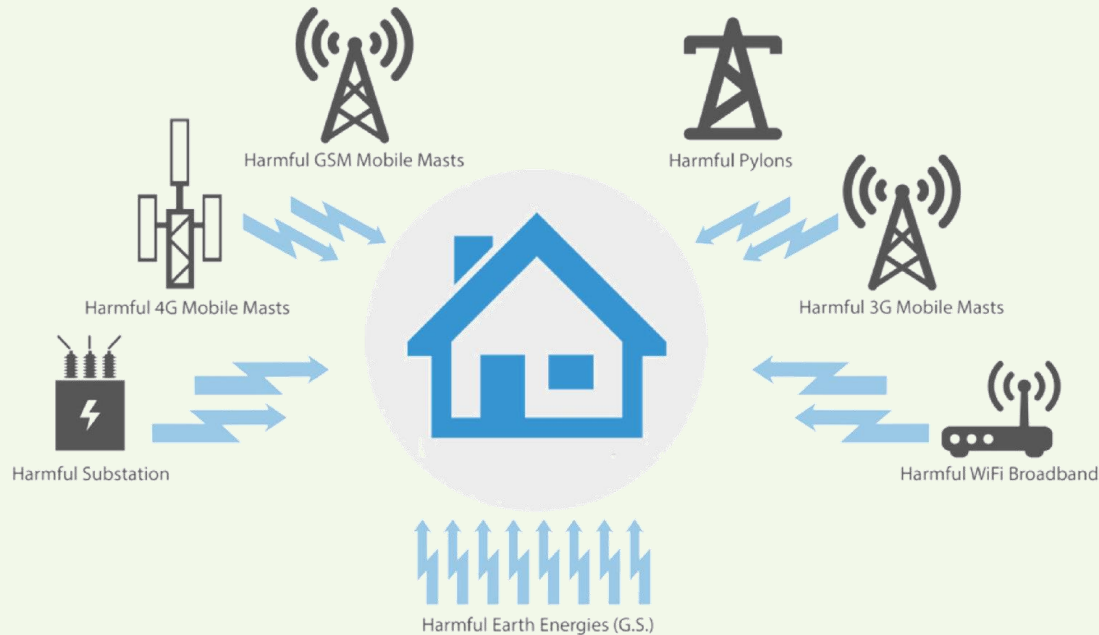 Harmful GSM Mobile Masts
Harmful Pylons
Harmful 4G Mobile Masts
Harmful 3G Mobile Masts
Harmful Substation
Harmful WiFi Broadband
Harmful Earth Energies (G.S.)